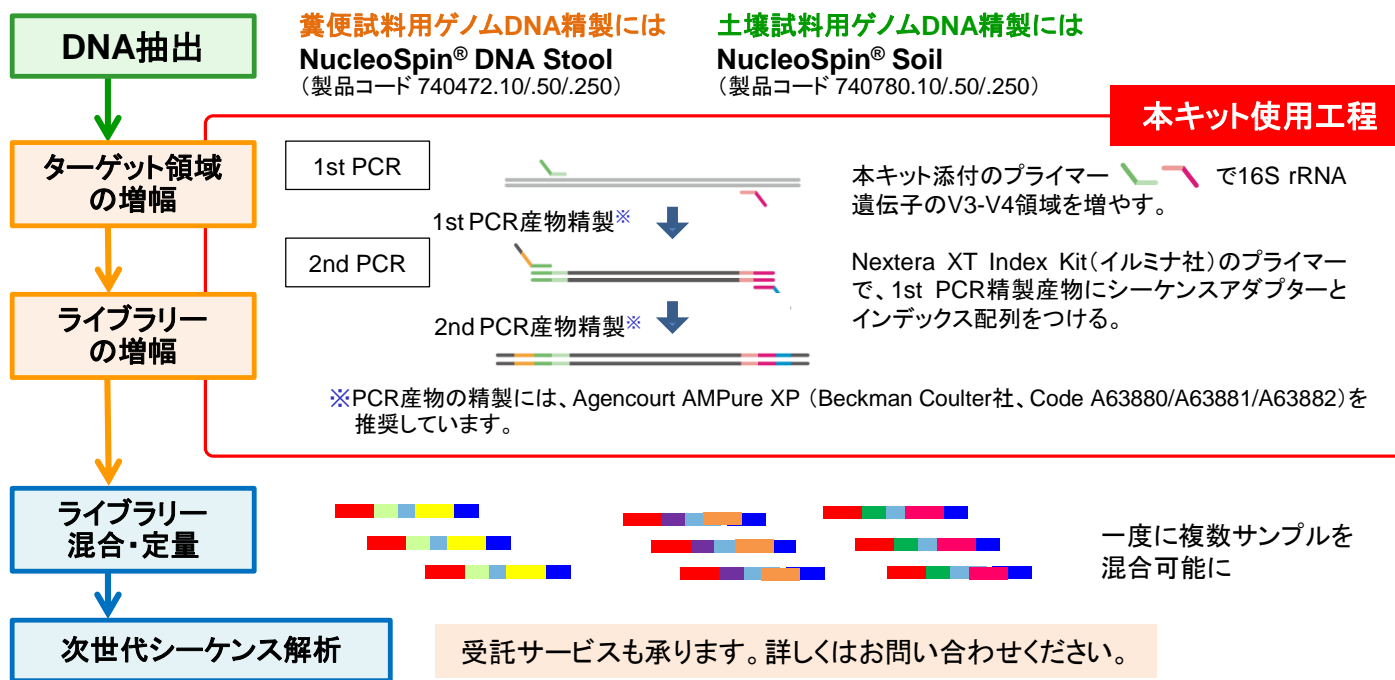 DNA抽出
糞便試料用ゲノムDNA精製には
NucleoSpin® DNA Stool
（製品コード 740472.10/.50/.250）
土壌試料用ゲノムDNA精製には
NucleoSpin® Soil
（製品コード 740780.10/.50/.250）
本キット使用工程
ターゲット領域
の増幅
1st PCR
本キット添付のプライマー で16S rRNA
遺伝子のV3-V4領域を増やす。
1st PCR産物精製※
2nd PCR
Nextera XT Index Kit（イルミナ社）のプライマー
で、1st PCR精製産物にシーケンスアダプターと
インデックス配列をつける。
ライブラリー
の増幅
2nd PCR産物精製※
※PCR産物の精製には、Agencourt AMPure XP （Beckman Coulter社、Code A63880/A63881/A63882）を
推奨しています。
ライブラリー
混合・定量
一度に複数サンプルを
混合可能に
次世代シーケンス解析
受託サービスも承ります。詳しくはお問い合わせください。